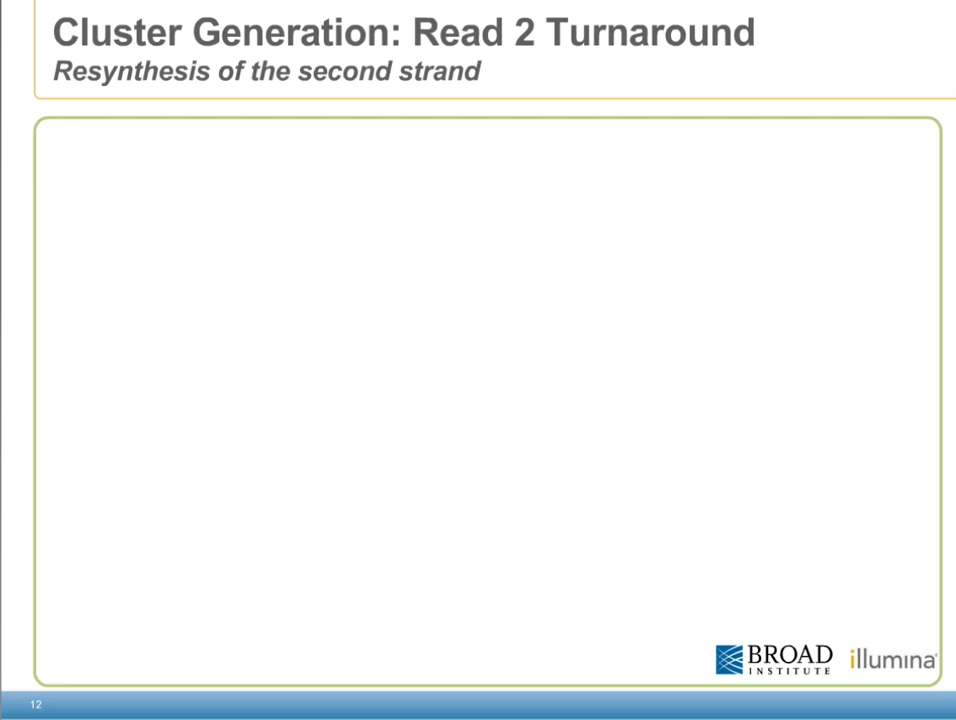 Cluster Generation: Read 2 Turnaround
Resynthesis of the second strand
BROAD
INSTITUTE
illumina
12